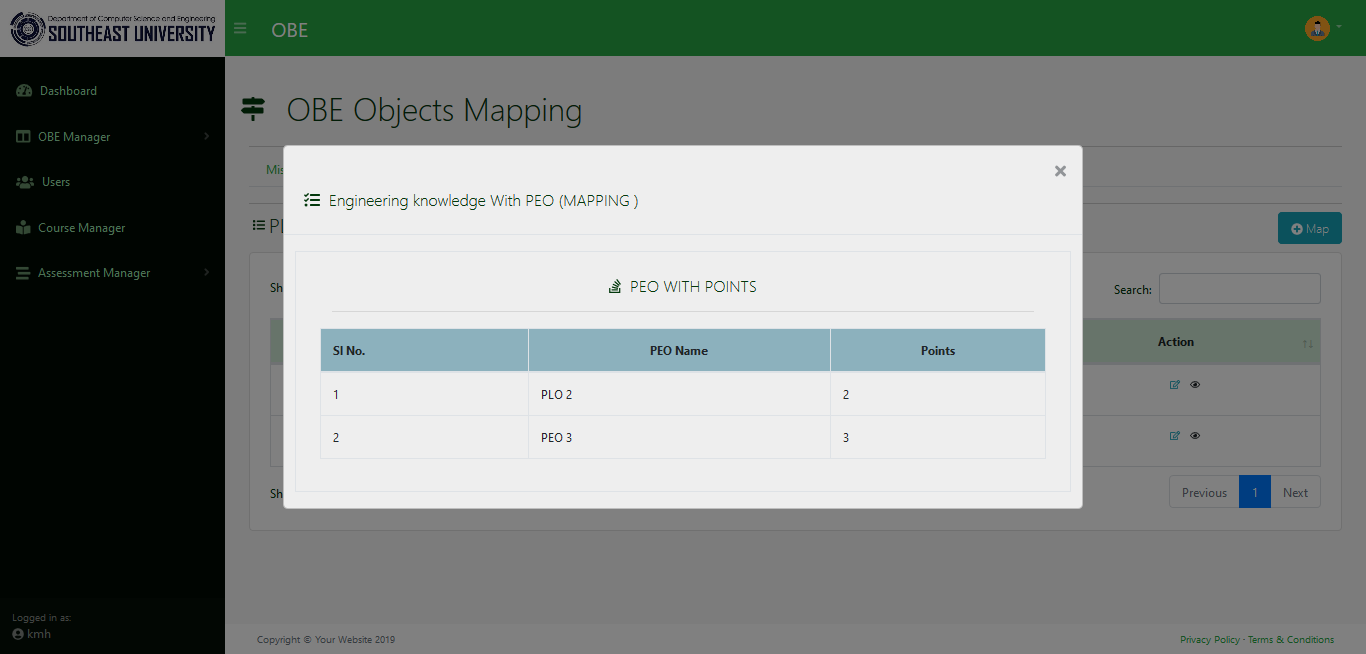 Department of Computer Science and Engineering
SOUTHEAST UNIVERSITY
OBE
Dashboard
OBE Manager
Users
Course Manager
Assessment Manager
Logged in as:
kmh
OBE Objects Mapping
Mis
Pl
Map
Sh
Search:
Action
Engineering knowledge With PEO (MAPPING )
×
PEO WITH POINTS
Sl No. PEO Name Points
1 PLO 2 2
2 PEO 3 3
Sh
Previous 1 Next
Copyright © Your Website 2019
Privacy Policy · Terms & Conditions